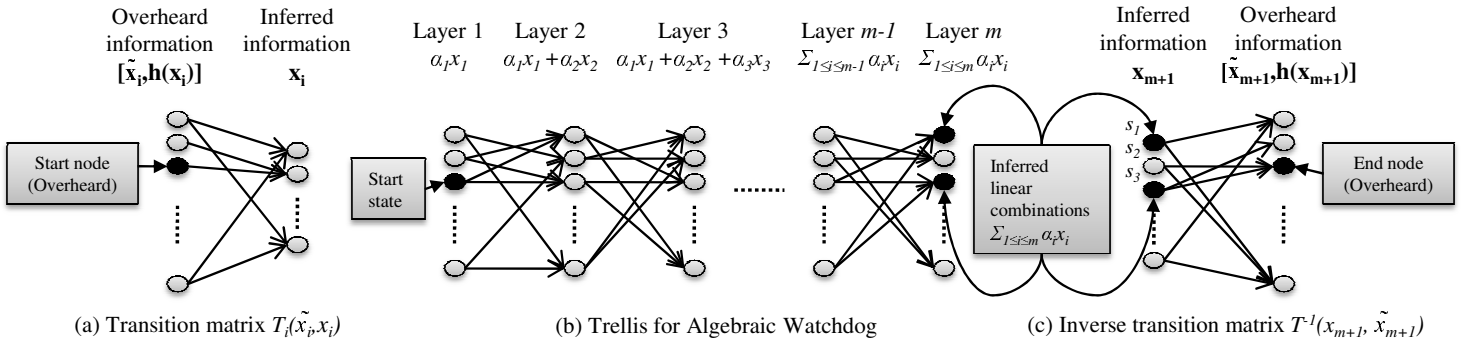 Overheard information
[x̃ᵢ,h(xᵢ)]
Inferred information
xᵢ
Start node (Overheard)
(a) Transition matrix Tᵢ(x̃ᵢ,xᵢ)
Layer 1
α₁x₁
Layer 2
α₁x₁ + α₂x₂
Layer 3
α₁x₁ + α₂x₂ + α₃x₃
Layer m-1
Σ₁≤i≤m-1 αᵢxᵢ
Layer m
Σ₁≤i≤m αᵢxᵢ
Start state
Inferred linear combinations
Σ₁≤i≤m αᵢxᵢ
(b) Trellis for Algebraic Watchdog
Inferred information
xₘ₊₁
Overheard information
[x̃ₘ₊₁,h(xₘ₊₁)]
s₁
s₂
s₃
End node (Overheard)
(c) Inverse transition matrix T⁻¹(xₘ₊₁, x̃ₘ₊₁)